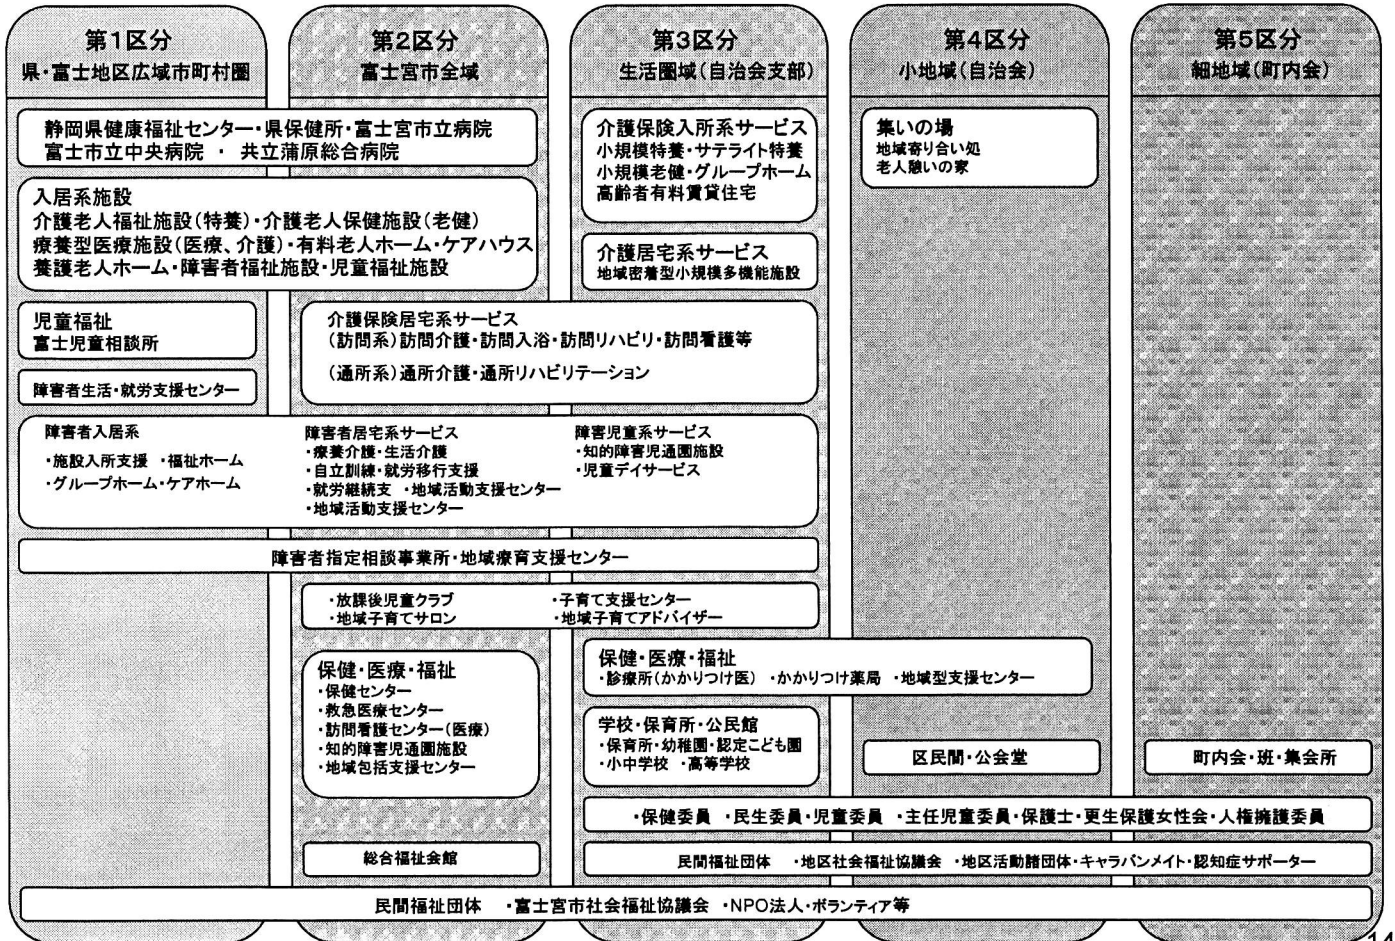 第1区分
県・富士地区広域市町村圏
第2区分
富士宮市全域
第3区分
生活圏域(自治会支部)
第4区分
小地域(自治会)
第5区分
細地域(町内会)
静岡県健康福祉センター・県保健所・富士宮市立病院
富士市立中央病院 ・ 共立蒲原総合病院
介護保険入所系サービス
小規模特養・サテライト特養
小規模老健・グループホーム
高齢者有料賃貸住宅
集いの場
地域寄り合い処
老人憩いの家
入居系施設
介護老人福祉施設(特養)・介護老人保健施設(老健)
療養型医療施設(医療、介護)・有料老人ホーム・ケアハウス
養護老人ホーム・障害者福祉施設・児童福祉施設
介護居宅系サービス
地域密着型小規模多機能施設
児童福祉
富士児童相談所
介護保険居宅系サービス
(訪問系)訪問介護・訪問入浴・訪問リハビリ・訪問看護等
(通所系)通所介護・通所リハビリテーション
障害者生活・就労支援センター
障害者入居系
・施設入所支援 ・福祉ホーム
・グループホーム・ケアホーム
障害者居宅系サービス
・療養介護・生活介護
・自立訓練・就労移行支援
・就労継続支 ・地域活動支援センター
・地域活動支援センター
障害児童系サービス
・知的障害児通園施設
・児童デイサービス
障害者指定相談事業所・地域療育支援センター
・放課後児童クラブ ・子育て支援センター
・地域子育てサロン ・地域子育てアドバイザー
保健・医療・福祉
・保健センター
・救急医療センター
・訪問看護センター(医療)
・知的障害児通園施設
・地域包括支援センター
保健・医療・福祉
・診療所(かかりつけ医) ・かかりつけ薬局 ・地域型支援センター
学校・保育所・公民館
・保育所・幼稚園・認定こども園
・小中学校 ・高等学校
区民間・公会堂
町内会・班・集会所
・保健委員 ・民生委員・児童委員 ・主任児童委員・保護士・更生保護女性会・人権擁護委員
総合福祉会館
民間福祉団体 ・地区社会福祉協議会 ・地区活動諸団体・キャラバンメイト・認知症サポーター
民間福祉団体 ・富士宮市社会福祉協議会 ・NPO法人・ボランティア等
14